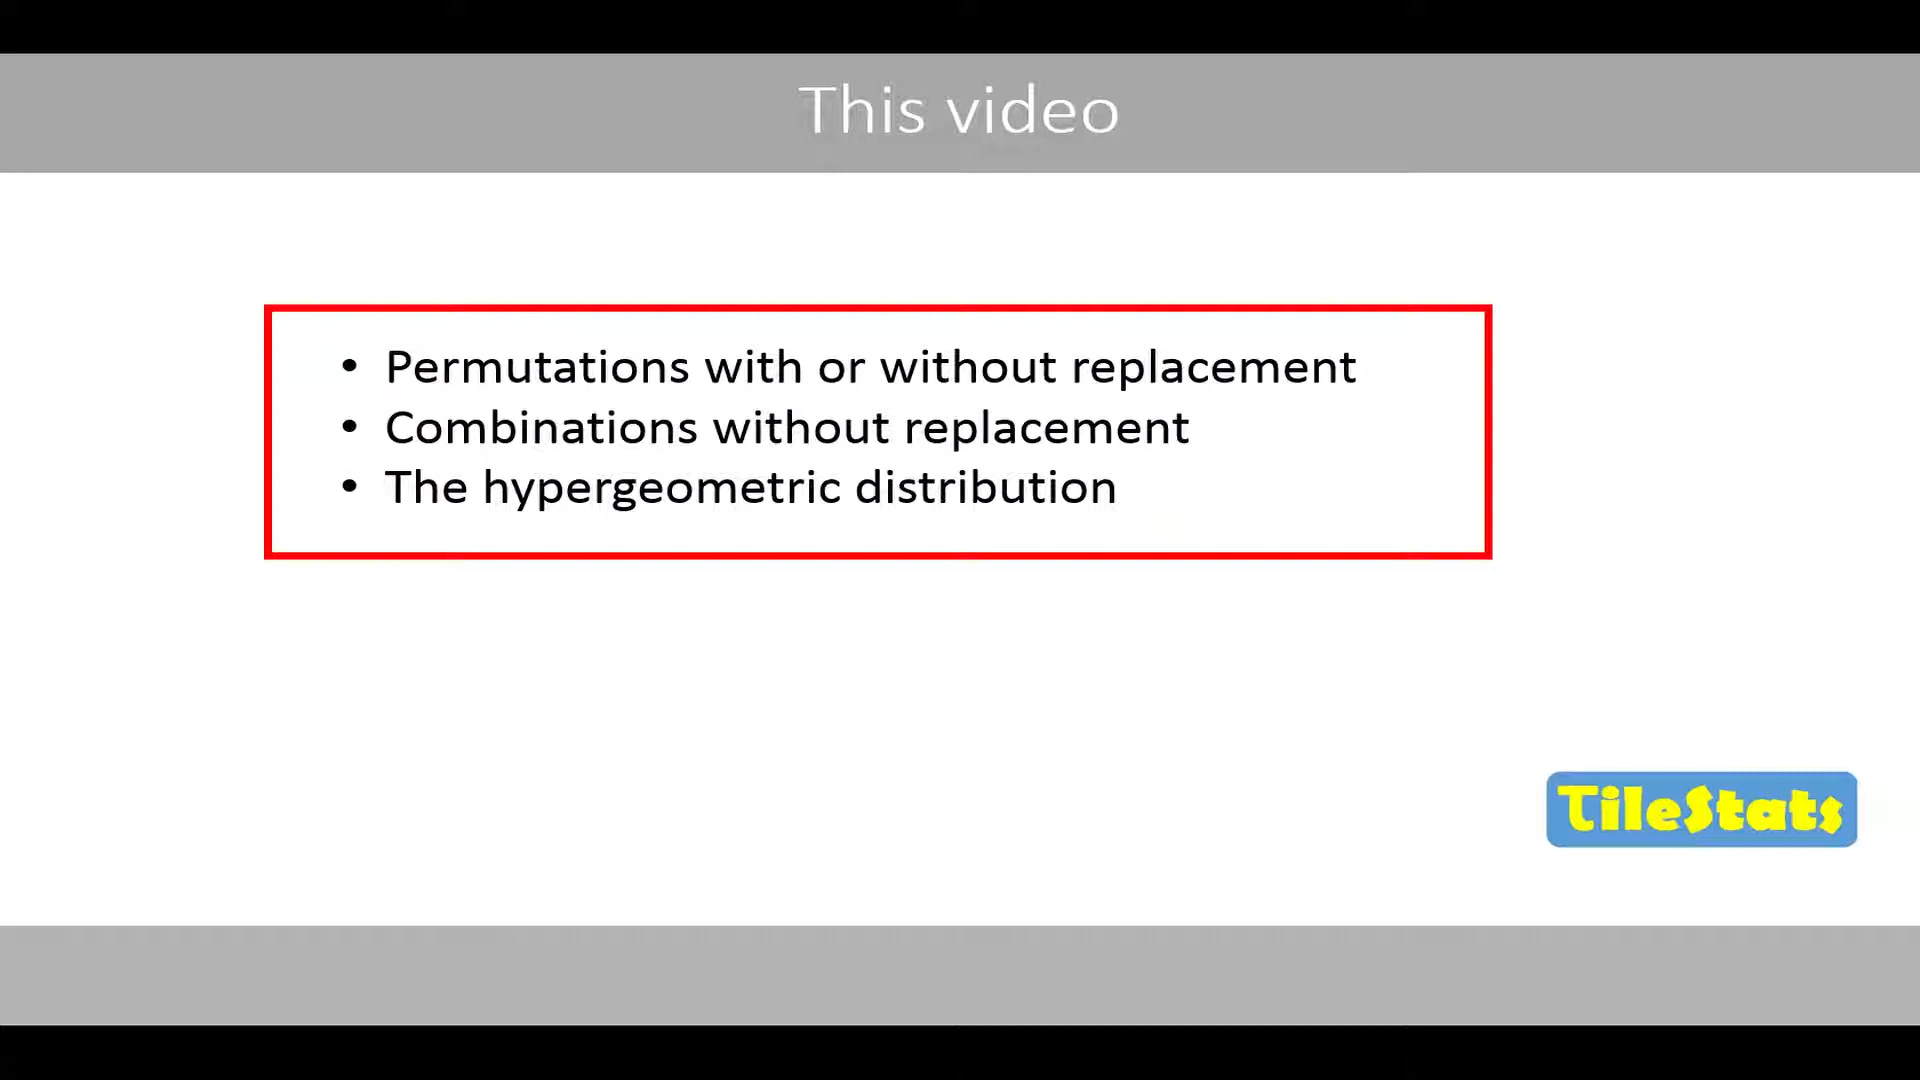 This video
• Permutations with or without replacement
• Combinations without replacement
• The hypergeometric distribution
TileStats